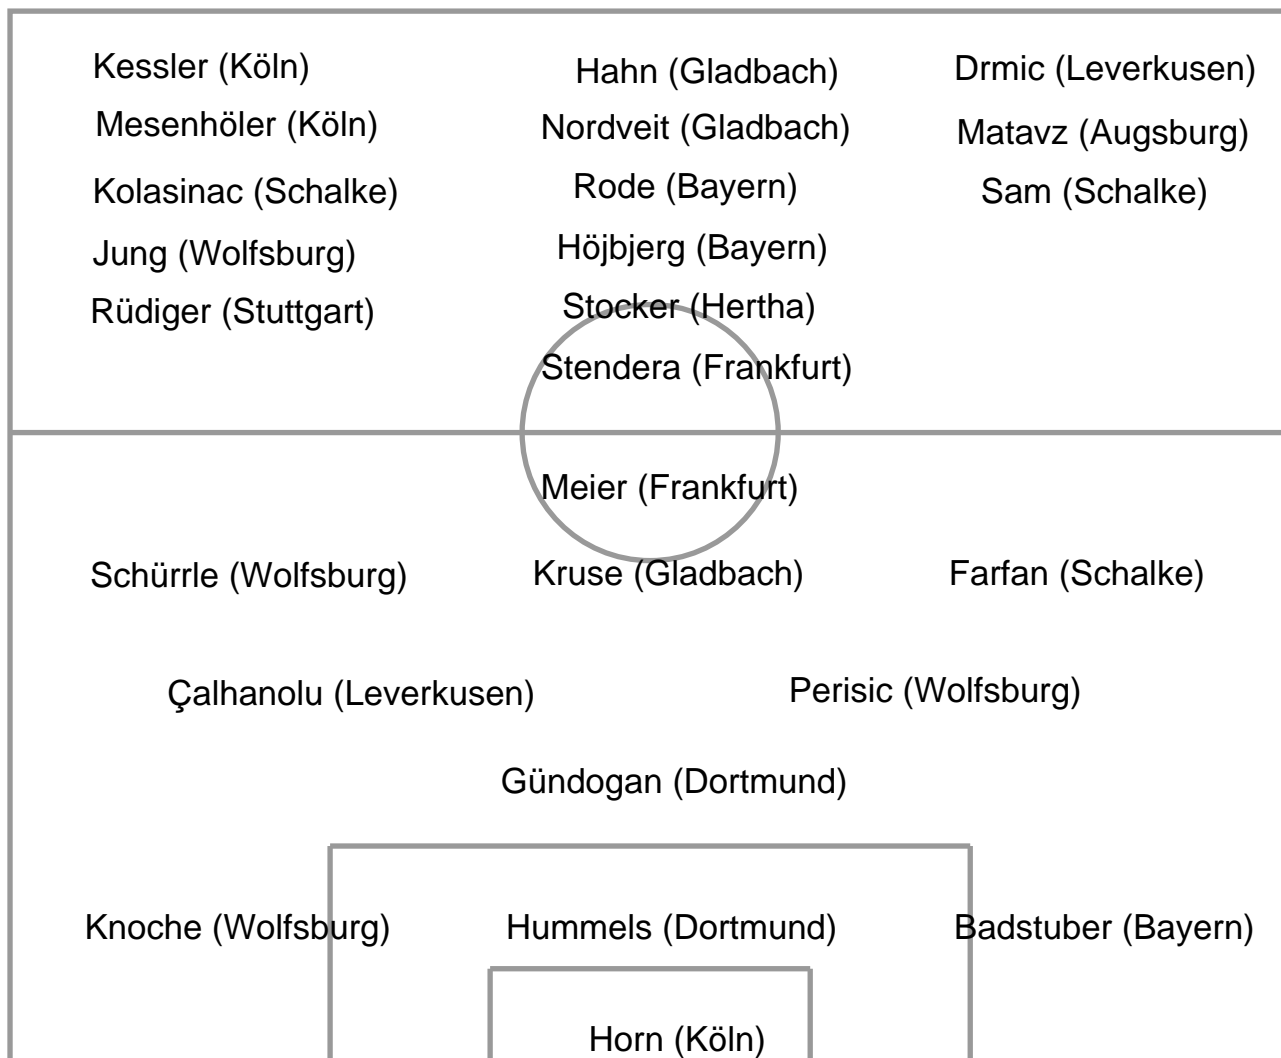 Kessler (Köln)
Hahn (Gladbach)
Drmic (Leverkusen)
Mesenhöler (Köln)
Nordveit (Gladbach)
Matavz (Augsburg)
Kolasinac (Schalke)
Rode (Bayern)
Sam (Schalke)
Jung (Wolfsburg)
Höjbjerg (Bayern)
Rüdiger (Stuttgart)
Stocker (Hertha)
Stendera (Frankfurt)
Meier (Frankfurt)
Schürrle (Wolfsburg)
Kruse (Gladbach)
Farfan (Schalke)
Çalhanolu (Leverkusen)
Perisic (Wolfsburg)
Gündogan (Dortmund)
Knoche (Wolfsburg)
Hummels (Dortmund)
Badstuber (Bayern)
Horn (Köln)